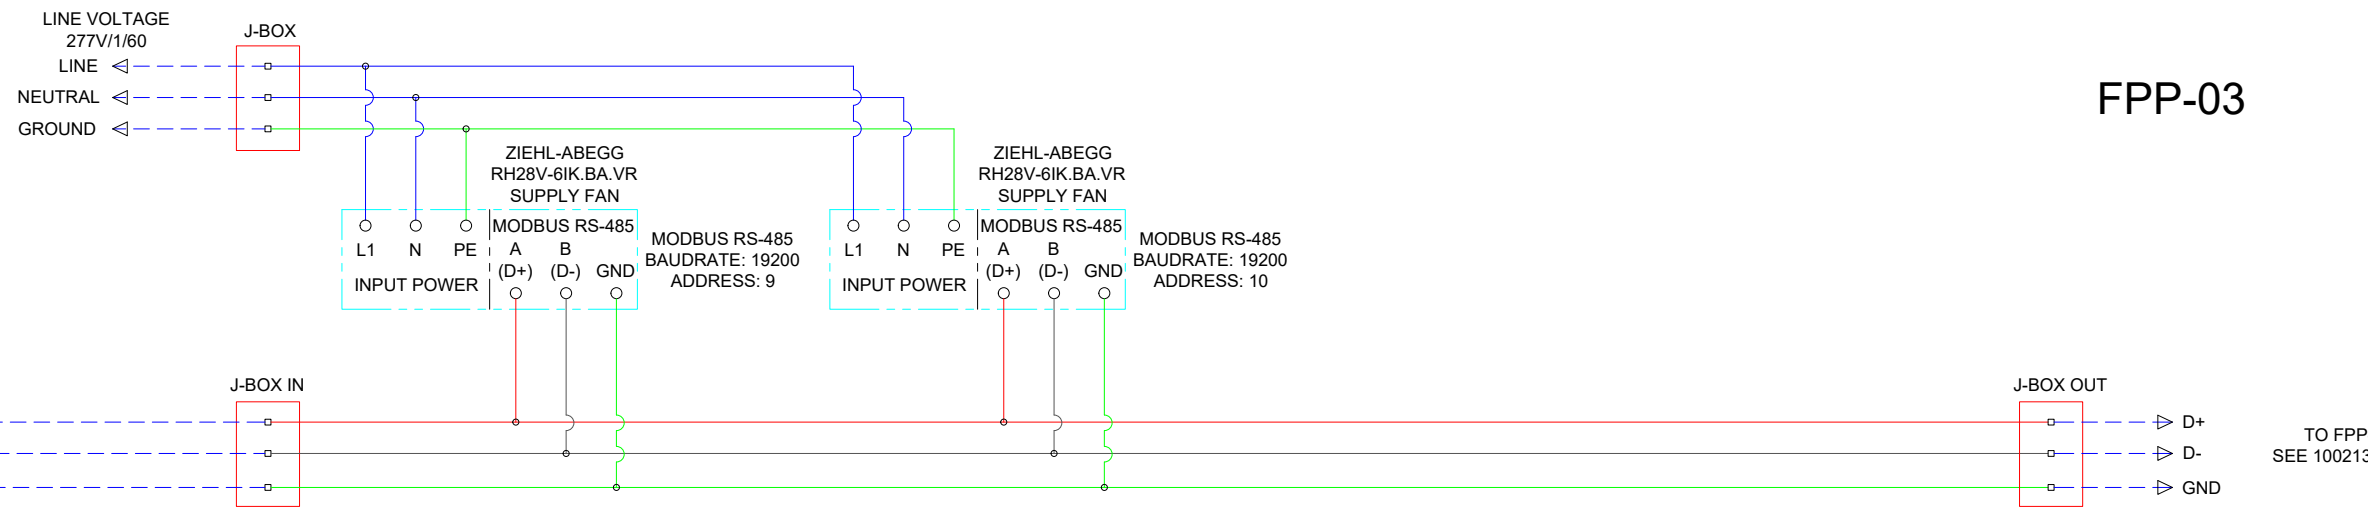 LINE VOLTAGE
277V/1/60
J-BOX
LINE
NEUTRAL
GROUND
FPP-03
ZIEHL-ABEGG
RH28V-6IK.BA.VR
SUPPLY FAN
L1 N PE
INPUT POWER
MODBUS RS-485
A B
(D+) (D-) GND
MODBUS RS-485
BAUDRATE: 19200
ADDRESS: 9
ZIEHL-ABEGG
RH28V-6IK.BA.VR
SUPPLY FAN
L1 N PE
INPUT POWER
MODBUS RS-485
A B
(D+) (D-) GND
MODBUS RS-485
BAUDRATE: 19200
ADDRESS: 10
J-BOX IN
J-BOX OUT
D+
D-
GND
TO FPP
SEE 100213